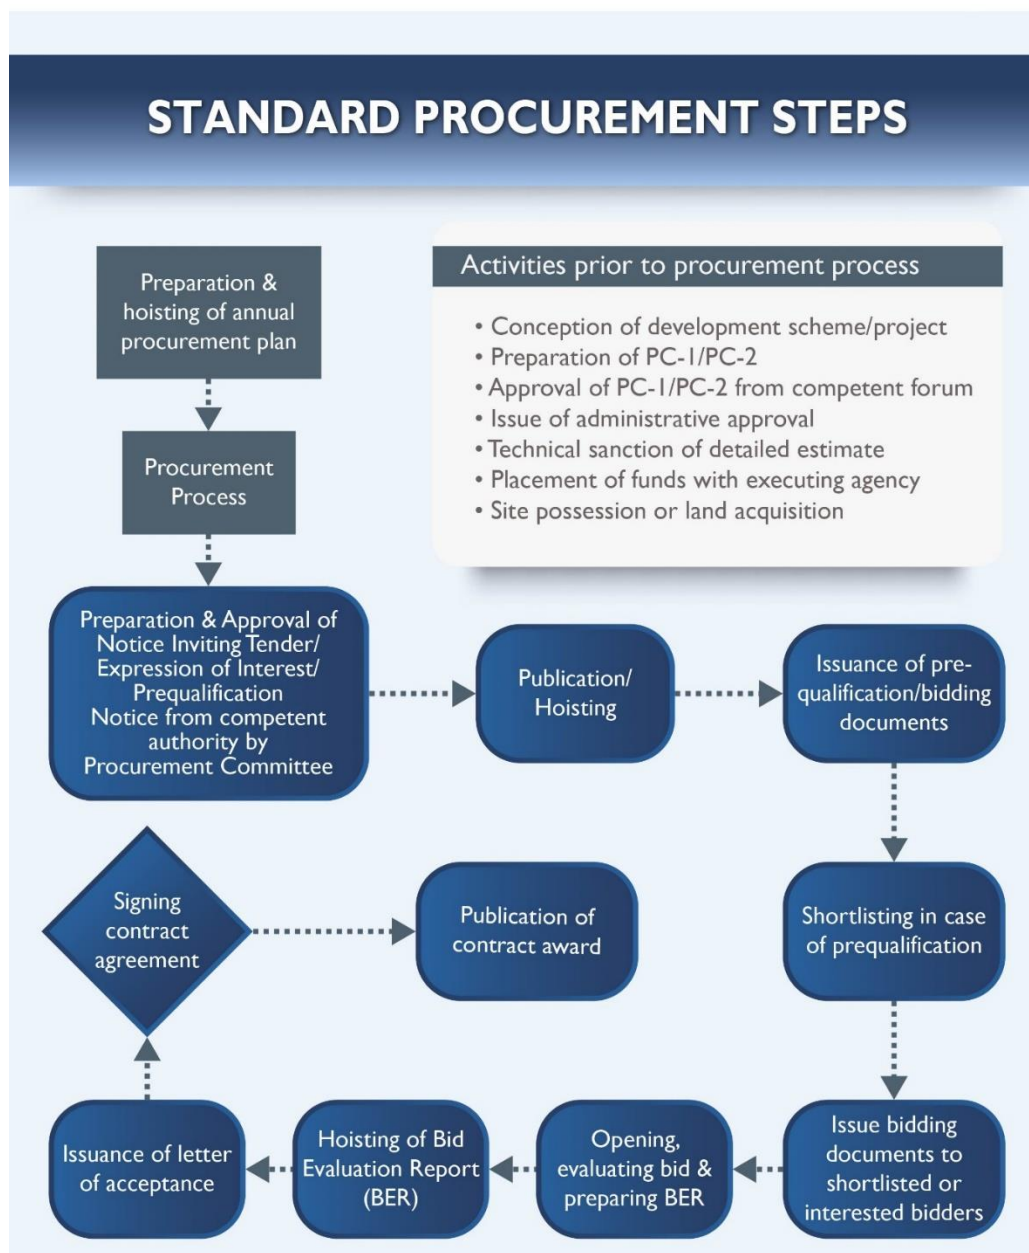 STANDARD PROCUREMENT STEPS
Preparation &
hoisting of annual
procurement plan
Activities prior to procurement process
• Conception of development scheme/project
• Preparation of PC-1/PC-2
• Approval of PC-1/PC-2 from competent forum
• Issue of administrative approval
• Technical sanction of detailed estimate
• Placement of funds with executing agency
• Site possession or land acquisition
Procurement
Process
Preparation & Approval of
Notice Inviting Tender/
Expression of Interest/
Prequalification
Notice from competent
authority by
Procurement Committee
Publication/
Hoisting
Issuance of pre-
qualification/bidding
documents
Shortlisting in case
of prequalification
Issue bidding
documents to
shortlisted or
interested bidders
Opening,
evaluating bid &
preparing BER
Hoisting of Bid
Evaluation Report
(BER)
Issuance of letter
of acceptance
Signing
contract
agreement
Publication of
contract award